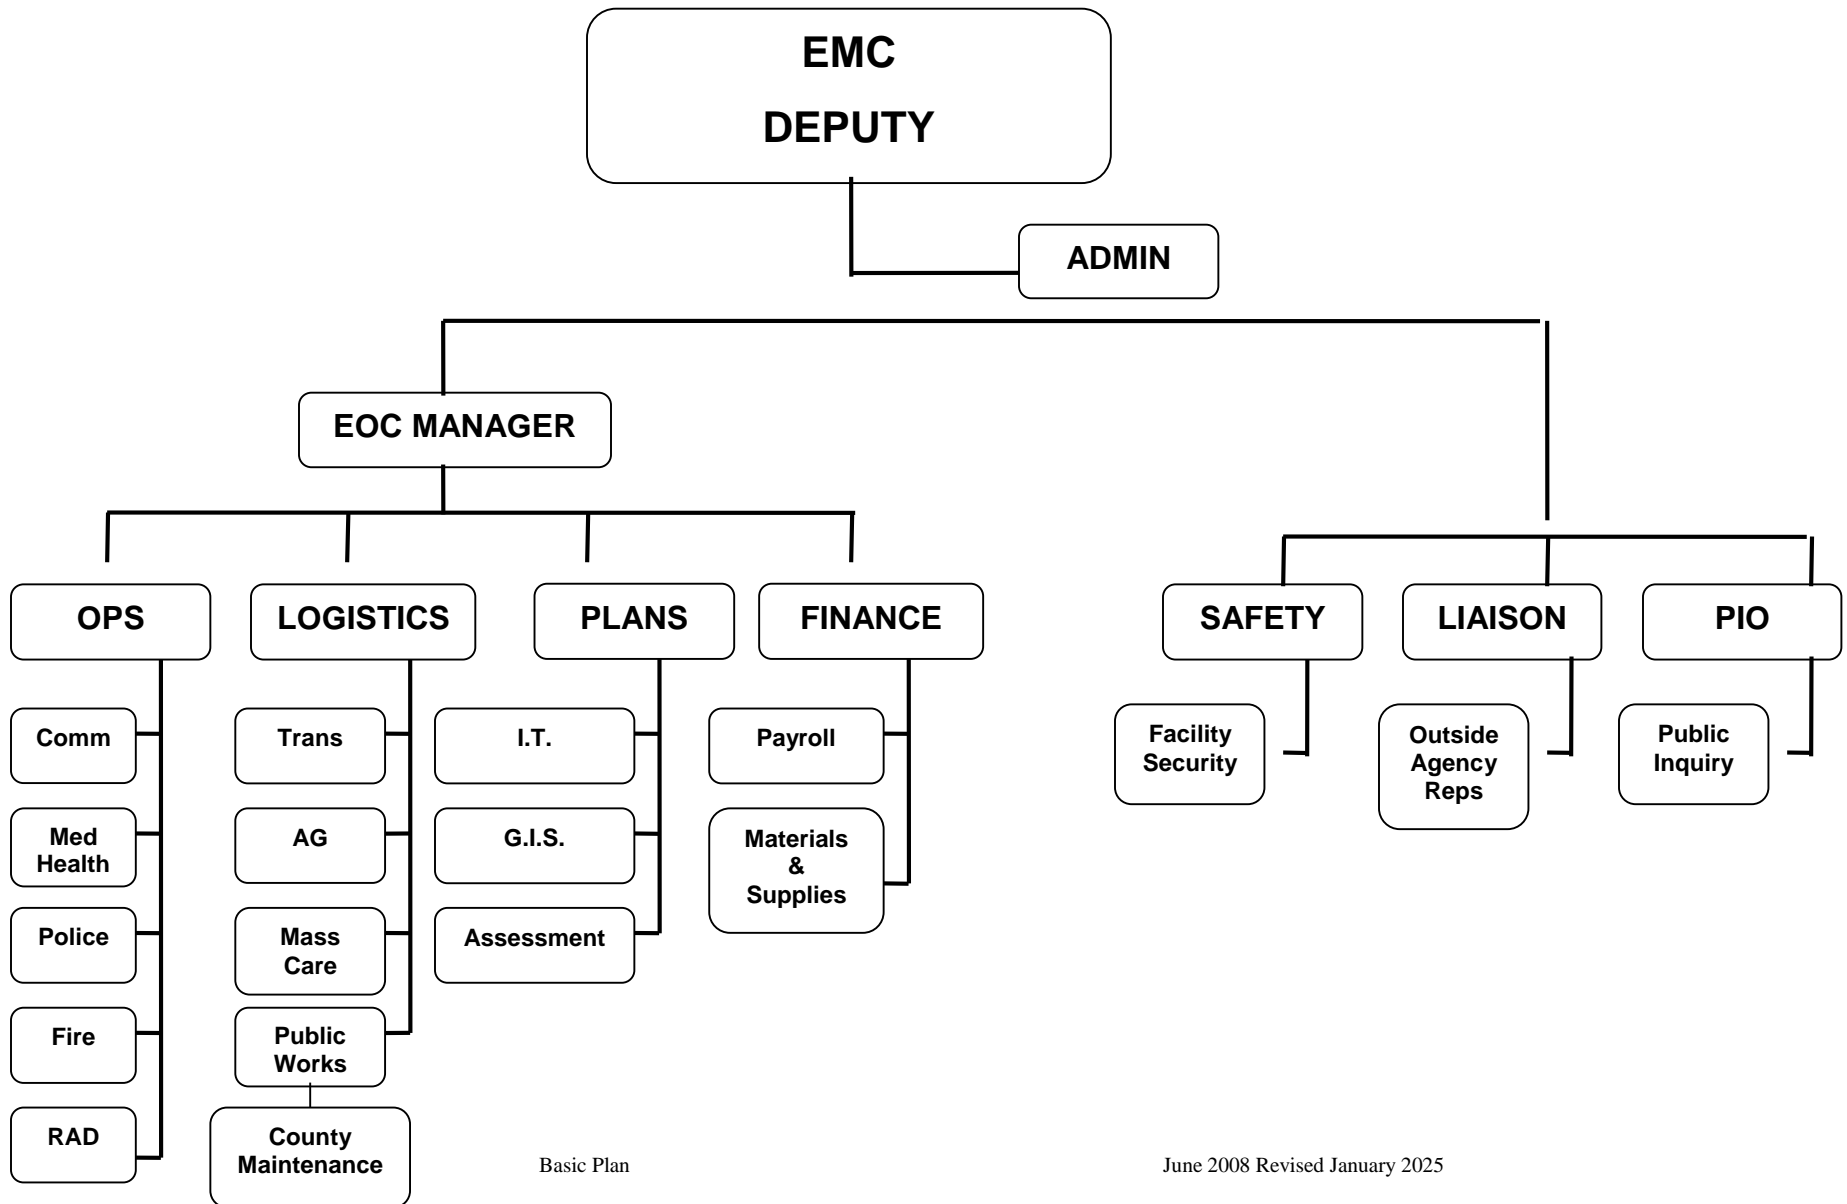 EMC
DEPUTY
ADMIN
EOC MANAGER
OPS
LOGISTICS
PLANS
FINANCE
SAFETY
LIAISON
PIO
Comm
Med
Health
Police
Fire
RAD
Trans
AG
Mass
Care
Public
Works
County
Maintenance
I.T.
G.I.S.
Assessment
Payroll
Materials
&
Supplies
Facility
Security
Outside
Agency
Reps
Public
Inquiry
Basic Plan
June 2008 Revised January 2025